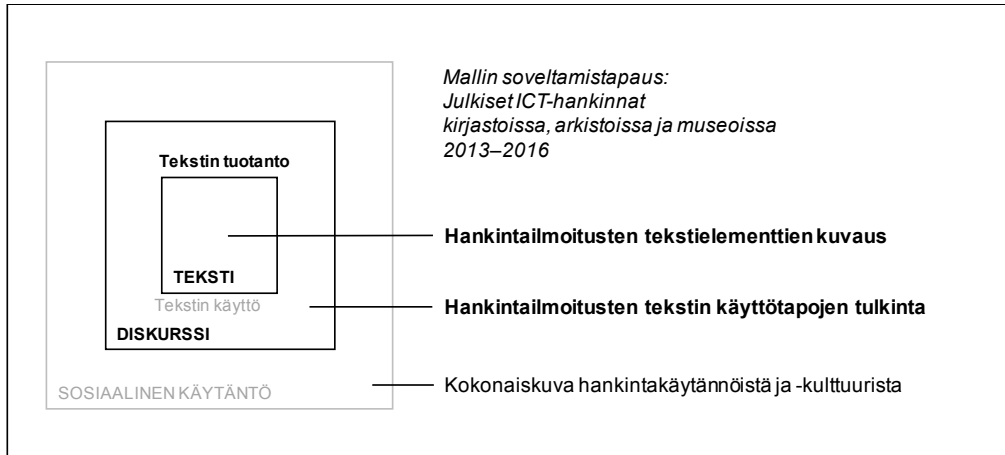 Mallin soveltamistapaus:
Julkiset ICT-hankinnat
kirjastoissa, arkistoissa ja museoissa
2013–2016
Tekstin tuotanto
Hankintailmoitusten tekstielementtien kuvaus
TEKSTI
Tekstin käyttö
Hankintailmoitusten tekstin käyttötapojen tulkinta
DISKURSSI
SOSIAALINEN KÄYTÄNTÖ
Kokonaiskuva hankintakäytännöistä ja -kulttuurista